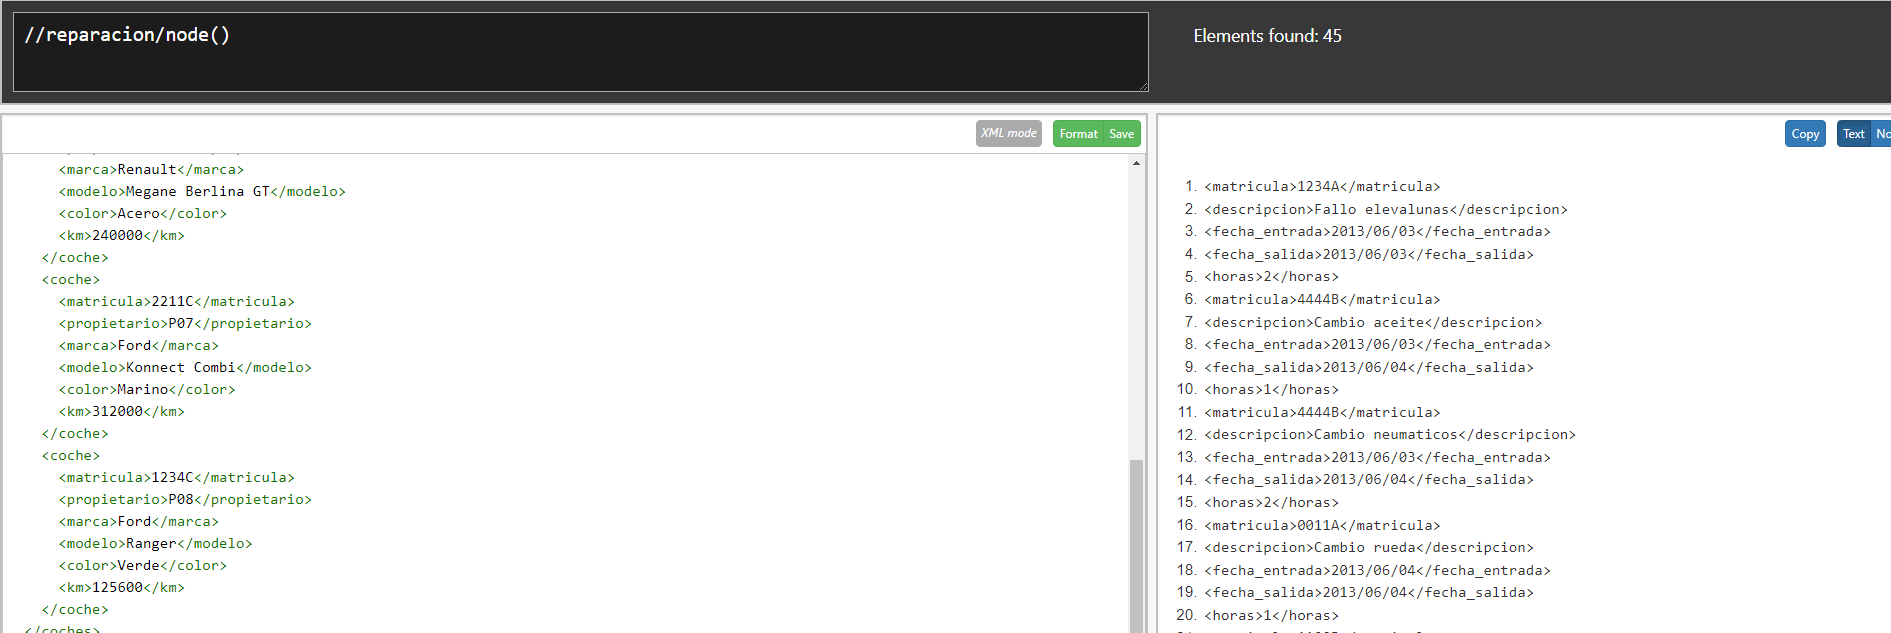 //reparacion/node()
Elements found: 45
XML mode
Format
Save
<marca>Renault</marca>
<modelo>Megane Berlina GT</modelo>
<color>Acero</color>
<km>240000</km>
</coche>
<coche>
<matricula>2211C</matricula>
<propietario>P07</propietario>
<marca>Ford</marca>
<modelo>Konnect Combi</modelo>
<color>Marino</color>
<km>312000</km>
</coche>
<coche>
<matricula>1234C</matricula>
<propietario>P08</propietario>
<marca>Ford</marca>
<modelo>Ranger</modelo>
<color>Verde</color>
<km>125600</km>
</coche>
</coches>
Copy
Text
No
1. <matricula>1234A</matricula>
2. <descripcion>Fallo elevalunas</descripcion>
3. <fecha_entrada>2013/06/03</fecha_entrada>
4. <fecha_salida>2013/06/03</fecha_salida>
5. <horas>2</horas>
6. <matricula>4444B</matricula>
7. <descripcion>Cambio aceite</descripcion>
8. <fecha_entrada>2013/06/03</fecha_entrada>
9. <fecha_salida>2013/06/04</fecha_salida>
10. <horas>1</horas>
11. <matricula>4444B</matricula>
12. <descripcion>Cambio neumaticos</descripcion>
13. <fecha_entrada>2013/06/03</fecha_entrada>
14. <fecha_salida>2013/06/04</fecha_salida>
15. <horas>2</horas>
16. <matricula>0011A</matricula>
17. <descripcion>Cambio rueda</descripcion>
18. <fecha_entrada>2013/06/04</fecha_entrada>
19. <fecha_salida>2013/06/04</fecha_salida>
20. <horas>1</horas>